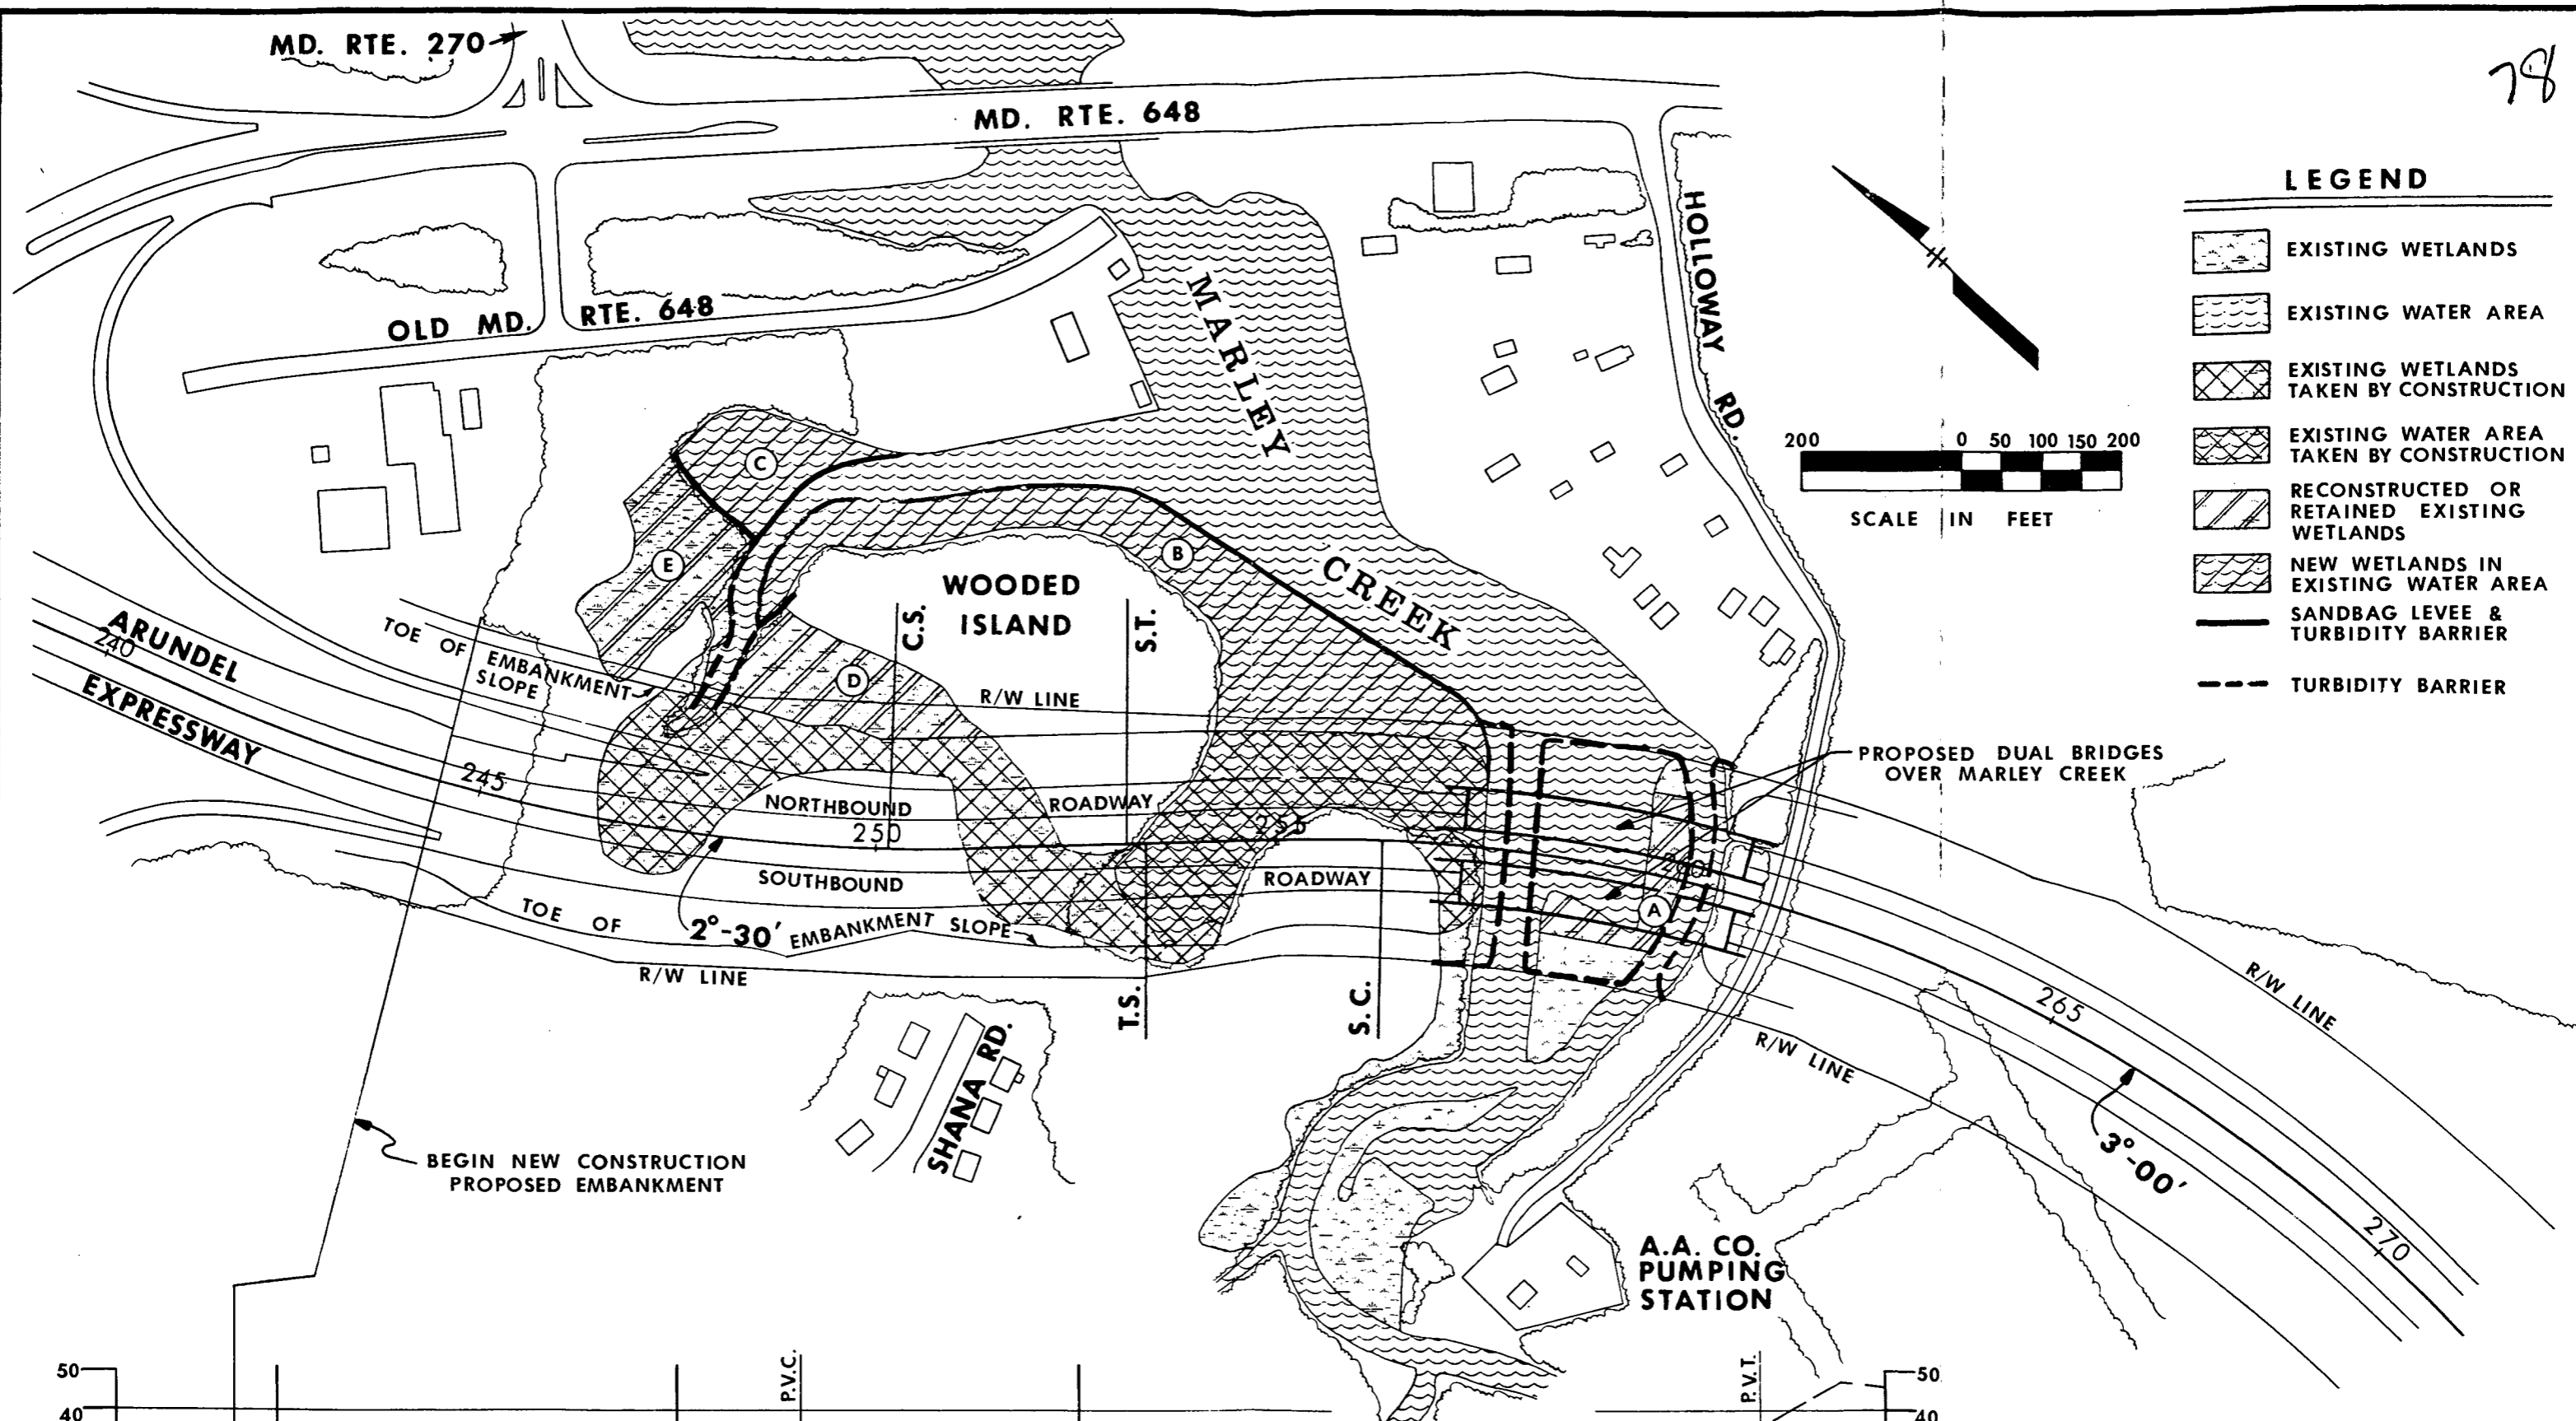 78
MD. RTE. 270
MD. RTE. 648
OLD MD. RTE. 648
HOLLOWAY RD.
MARLEY CREEK
LEGEND
EXISTING WETLANDS
EXISTING WATER AREA
EXISTING WETLANDS
TAKEN BY CONSTRUCTION
EXISTING WATER AREA
TAKEN BY CONSTRUCTION
RECONSTRUCTED OR
RETAINED EXISTING
WETLANDS
NEW WETLANDS IN
EXISTING WATER AREA
SANDBAG LEVEE &
TURBIDITY BARRIER
TURBIDITY BARRIER
200 0 50 100 150 200
SCALE IN FEET
C
E
B
D
A
WOODED
ISLAND
C.S.
S.T.
R/W LINE
TOE OF EMBANKMENT
SLOPE
ARUNDEL
EXPRESSWAY
240
245
250
255
260
265
270
NORTHBOUND ROADWAY
SOUTHBOUND ROADWAY
TOE OF EMBANKMENT SLOPE
2°-30'
R/W LINE
T.S.
S.C.
PROPOSED DUAL BRIDGES
OVER MARLEY CREEK
R/W LINE
R/W LINE
3°-00'
SHANA RD.
BEGIN NEW CONSTRUCTION
PROPOSED EMBANKMENT
A.A. CO.
PUMPING
STATION
50
40
P.V.C.
P.V.T.
50
40